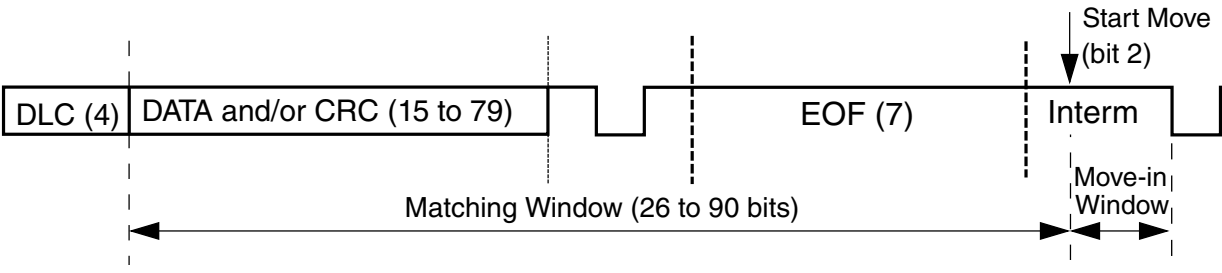 Start Move
(bit 2)
DLC (4)
DATA and/or CRC (15 to 79)
EOF (7)
Interm
Move-in
Window
Matching Window (26 to 90 bits)